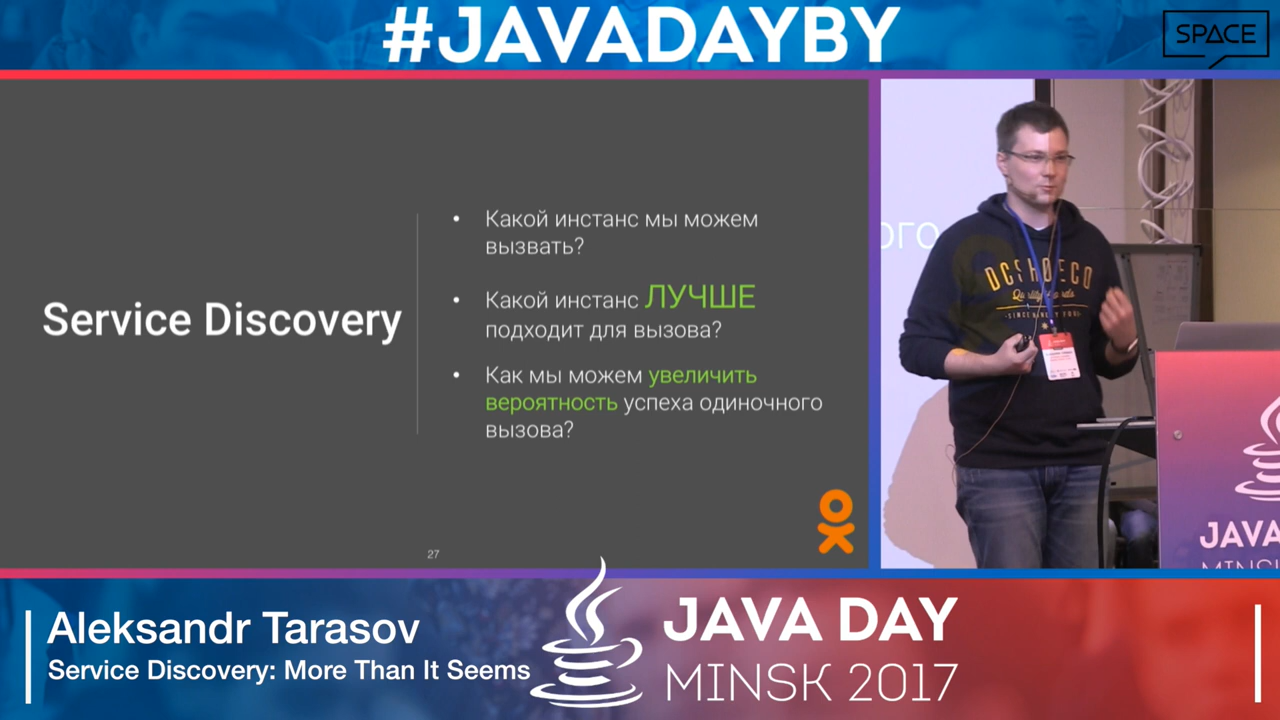 #JAVADAYBY
SPACE
Service Discovery
• Какой инстанс мы можем
вызвать?
• Какой инстанс ЛУЧШЕ
подходит для вызова?
• Как мы можем увеличить
вероятность успеха одиночного
вызова?
27
ого
DCSHOECO
JAVA
Aleksandr Tarasov
Service Discovery: More Than It Seems
JAVA DAY
MINSK 2017